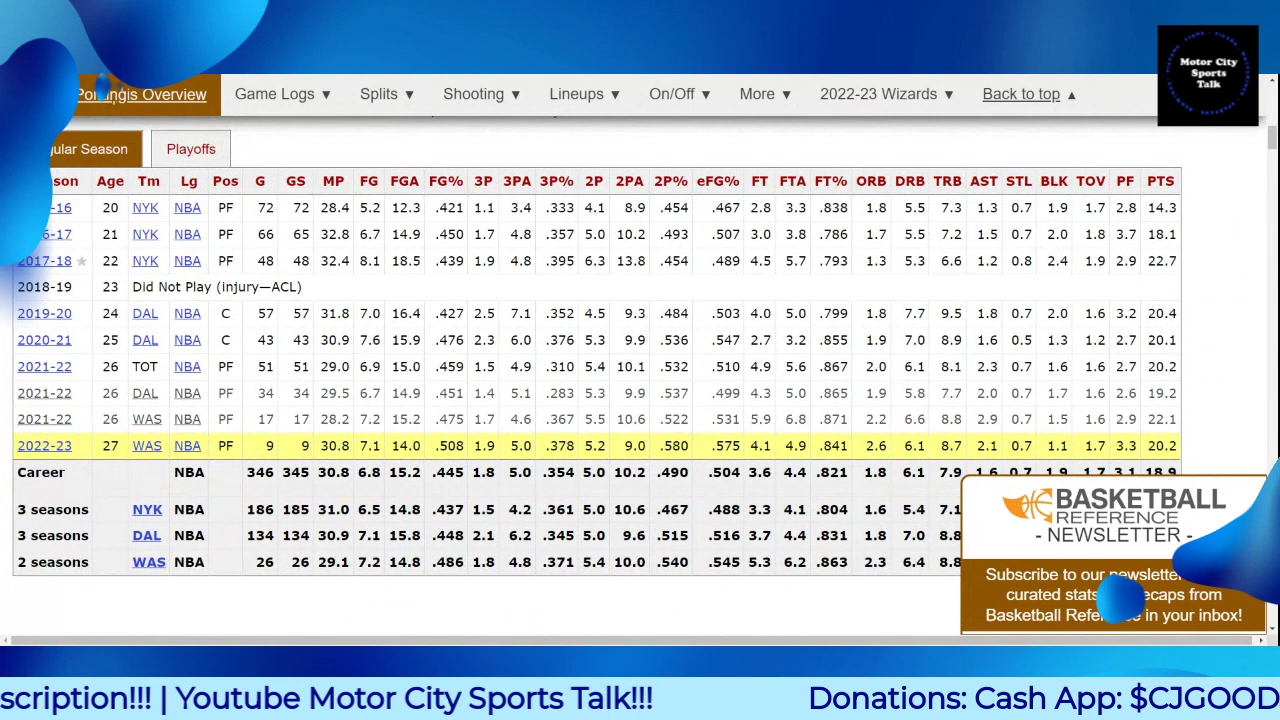 Motor City
Sports
Talk
Porzingis Overview Game Logs ▼ Splits ▼ Shooting ▼ Lineups ▼ On/Off ▼ More ▼ 2022-23 Wizards ▼ Back to top ▲
Season Playoffs
Age Tm Lg Pos G GS MP FG FGA FG% 3P 3PA 3P% 2P 2PA 2P% eFG% FT FTA FT% ORB DRB TRB AST STL BLK TOV PF PTS
-16 20 NYK NBA PF 72 72 28.4 5.2 12.3 .421 1.1 3.4 .333 4.1 8.9 .454 .467 2.8 3.3 .838 1.8 5.5 7.3 1.3 0.7 1.9 1.7 2.8 14.3
-17 21 NYK NBA PF 66 65 32.8 6.7 14.9 .450 1.7 4.8 .357 5.0 10.2 .493 .507 3.0 3.8 .786 1.7 5.5 7.2 1.5 0.7 2.0 1.8 3.7 18.1
2017-18 ★ 22 NYK NBA PF 48 48 32.4 8.1 18.5 .439 1.9 4.8 .395 6.3 13.8 .454 .489 4.5 5.7 .793 1.3 5.3 6.6 1.2 0.8 2.4 1.9 2.9 22.7
2018-19 23 Did Not Play (injury—ACL)
2019-20 24 DAL NBA C 57 57 31.8 7.0 16.4 .427 2.5 7.1 .352 4.5 9.3 .484 .503 4.0 5.0 .799 1.8 7.7 9.5 1.8 0.7 2.0 1.6 3.2 20.4
2020-21 25 DAL NBA C 43 43 30.9 7.6 15.9 .476 2.3 6.0 .376 5.3 9.9 .536 .547 2.7 3.2 .855 1.9 7.0 8.9 1.6 0.5 1.3 1.2 2.7 20.1
2021-22 26 TOT NBA PF 51 51 29.0 6.9 15.0 .459 1.5 4.9 .310 5.4 10.1 .532 .510 4.9 5.6 .867 2.0 6.1 8.1 2.3 0.7 1.6 1.6 2.7 20.2
2021-22 26 DAL NBA PF 34 34 29.5 6.7 14.9 .451 1.4 5.1 .283 5.3 9.9 .537 .499 4.3 5.0 .865 1.9 5.8 7.7 2.0 0.7 1.7 1.6 2.6 19.2
2021-22 26 WAS NBA PF 17 17 28.2 7.2 15.2 .475 1.7 4.6 .367 5.5 10.6 .522 .531 5.9 6.8 .871 2.2 6.6 8.8 2.9 0.7 1.5 1.6 2.9 22.1
2022-23 27 WAS NBA PF 9 9 30.8 7.1 14.0 .508 1.9 5.0 .378 5.2 9.0 .580 .575 4.1 4.9 .841 2.6 6.1 8.7 2.1 0.7 1.1 1.7 3.3 20.2
Career NBA 346 345 30.8 6.8 15.2 .445 1.8 5.0 .354 5.0 10.2 .490 .504 3.6 4.4 .821 1.8 6.1 7.9 1.6 0.7 1.9 1.7 3.1 18.9
3 seasons NYK NBA 186 185 31.0 6.5 14.8 .437 1.5 4.2 .361 5.0 10.6 .467 .488 3.3 4.1 .804 1.6 5.4 7.1
3 seasons DAL NBA 134 134 30.9 7.1 15.8 .448 2.1 6.2 .345 5.0 9.6 .515 .516 3.7 4.4 .831 1.8 7.0 8.8
2 seasons WAS NBA 26 26 29.1 7.2 14.8 .486 1.8 4.8 .371 5.4 10.0 .540 .545 5.3 6.2 .863 2.3 6.4 8.8
BASKETBALL
REFERENCE
- NEWSLETTER -
Subscribe to our newsletter
curated stats ecaps from
Basketball Refe e in your inbox!
scription!!! | Youtube Motor City Sports Talk!!! Donations: Cash App: $CJGOOD